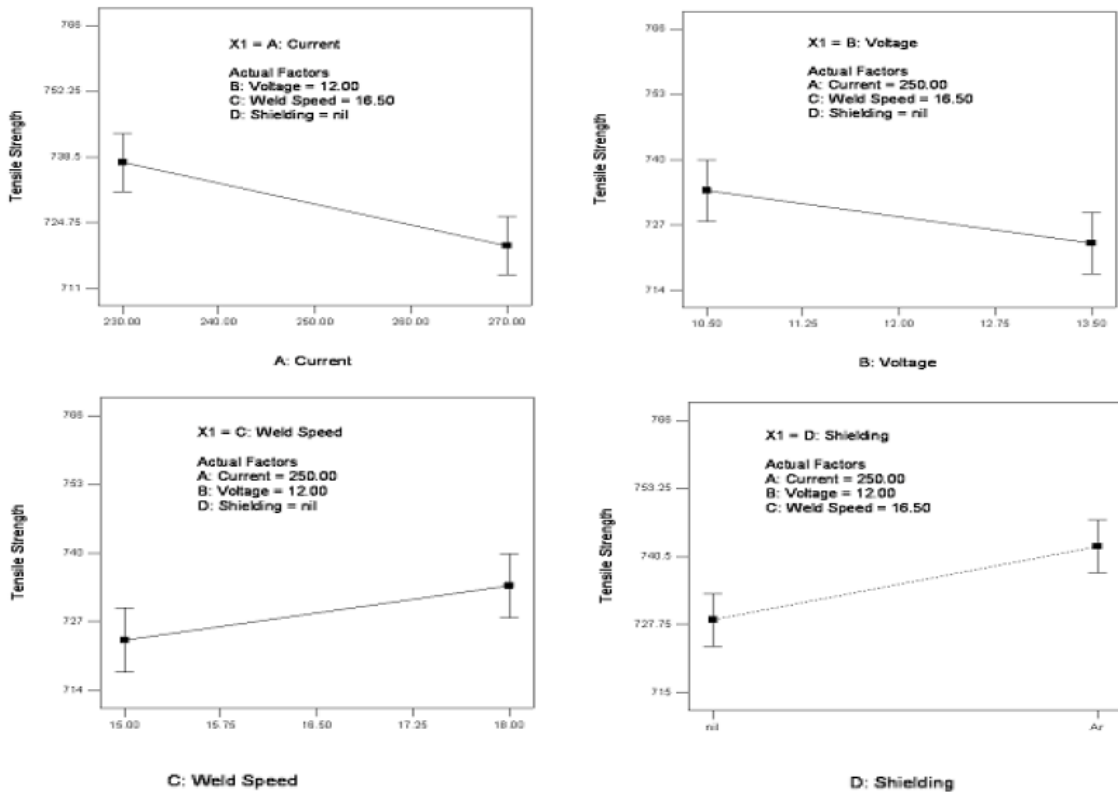 Tensile Strength
766
752.25
738.5
724.75
711
X1 = A: Current
Actual Factors
B: Voltage = 12.00
C: Weld Speed = 16.50
D: Shielding = nil
230.00 240.00 250.00 260.00 270.00
A: Current
Tensile Strength
766
753
740
727
714
X1 = B: Voltage
Actual Factors
A: Current = 250.00
C: Weld Speed = 16.50
D: Shielding = nil
10.50 11.25 12.00 12.75 13.50
B: Voltage
Tensile Strength
766
753
740
727
714
X1 = C: Weld Speed
Actual Factors
A: Current = 250.00
B: Voltage = 12.00
D: Shielding = nil
15.00 15.75 16.50 17.25 18.00
C: Weld Speed
Tensile Strength
766
753.25
740.5
727.75
715
X1 = D: Shielding
Actual Factors
A: Current = 250.00
B: Voltage = 12.00
C: Weld Speed = 16.50
nil Ar
D: Shielding